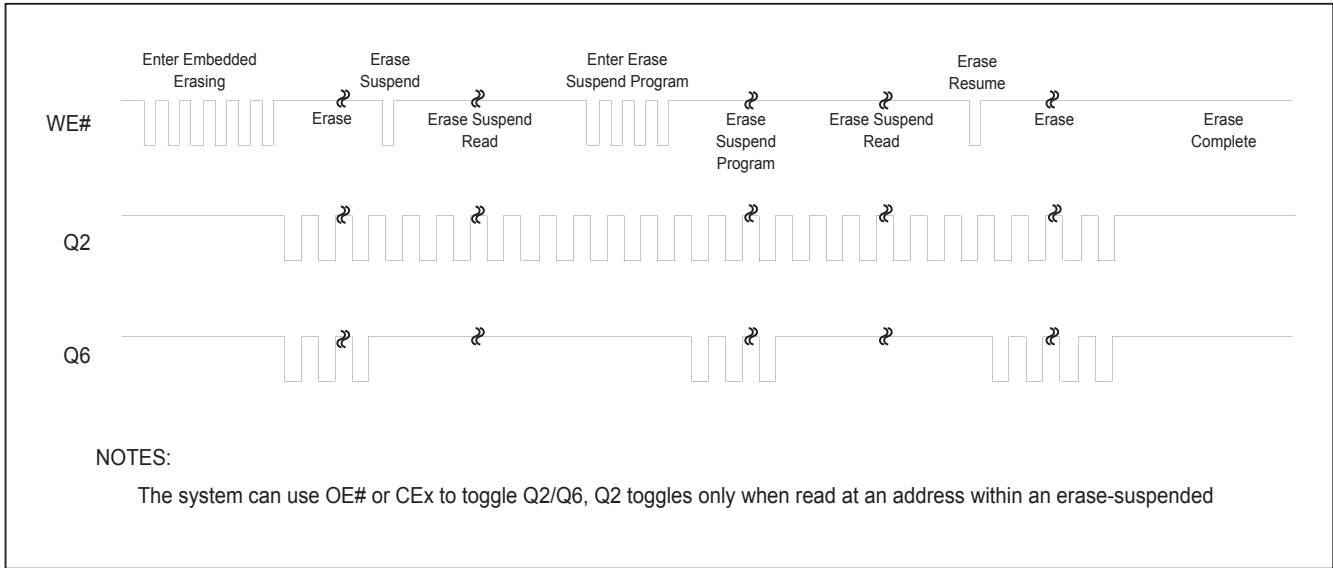 Enter Embedded
Erasing
Erase
Suspend
Enter Erase
Suspend Program
Erase
Resume
WE#
Erase
Erase Suspend
Read
Erase
Suspend
Program
Erase Suspend
Read
Erase
Erase
Complete
Q2
Q6
NOTES:
The system can use OE# or CEx to toggle Q2/Q6, Q2 toggles only when read at an address within an erase-suspended